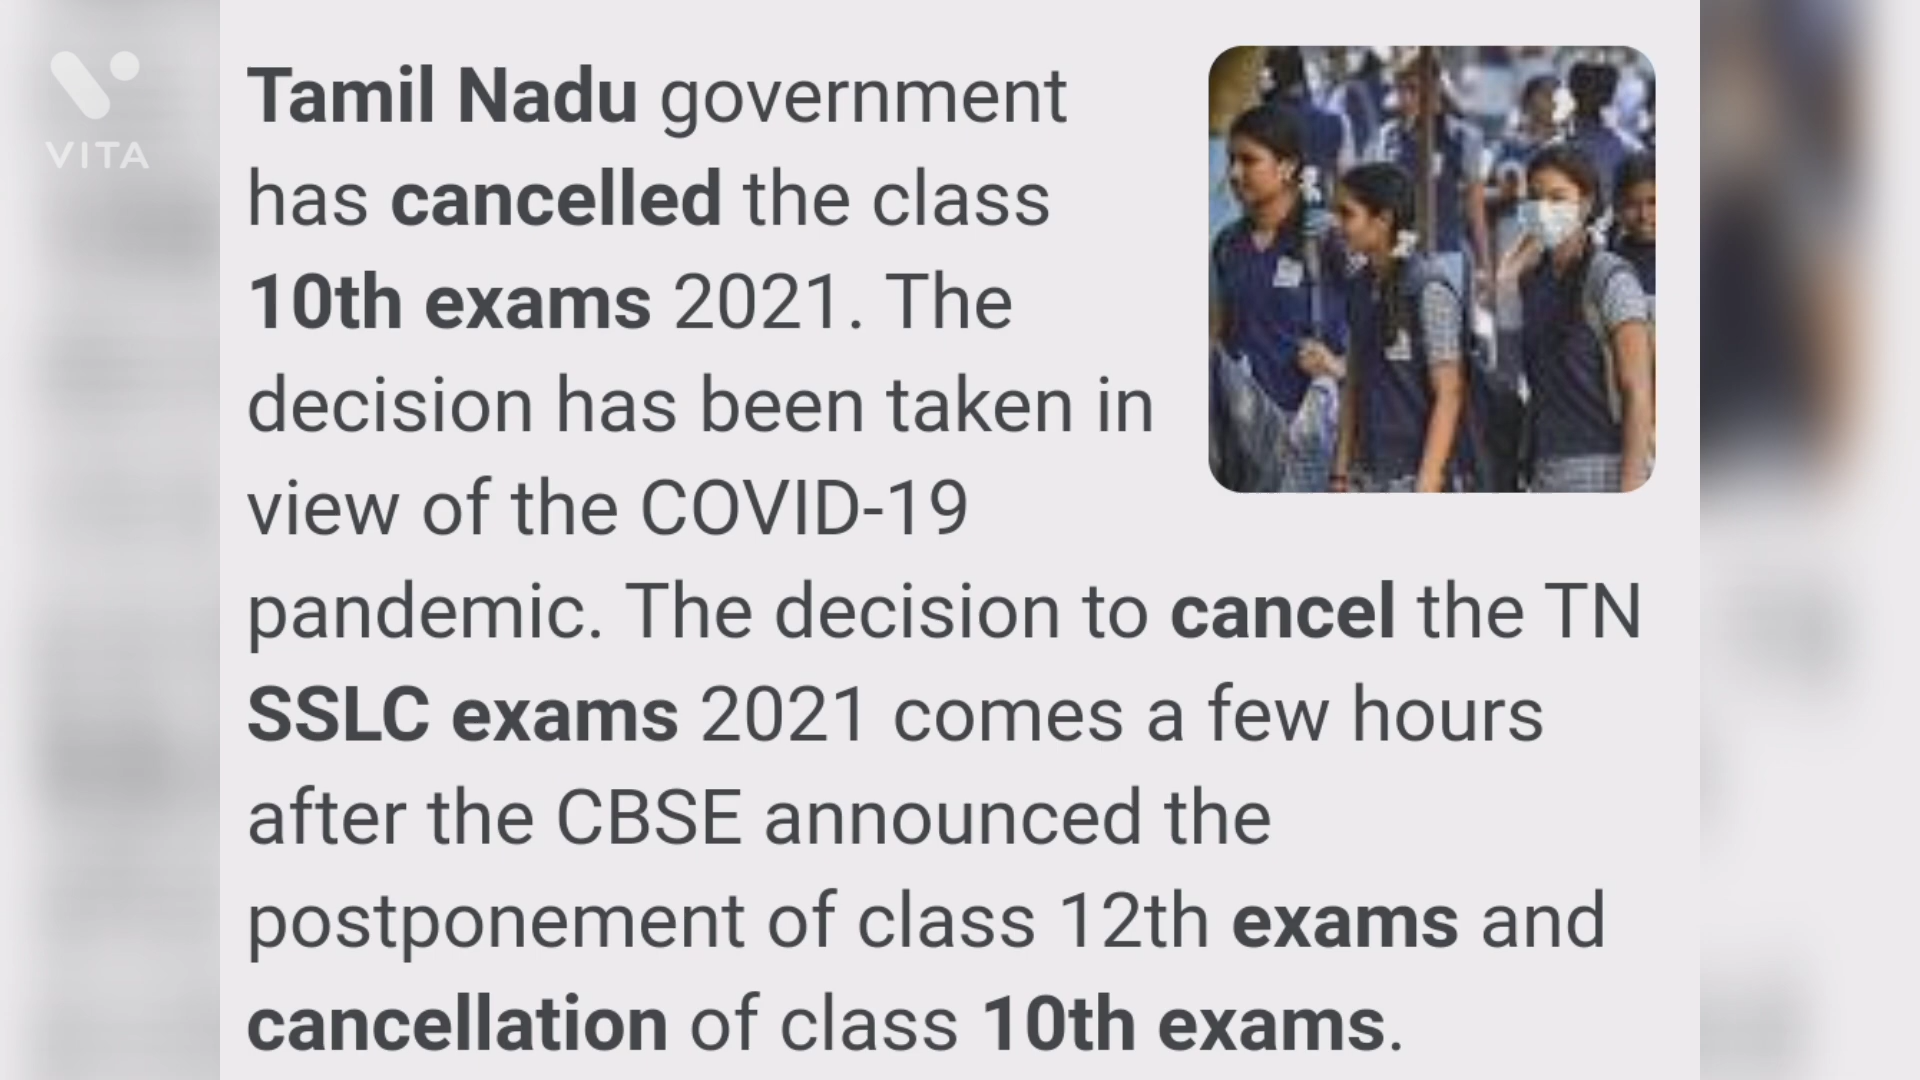 VITA
Tamil Nadu government
has cancelled the class
10th exams 2021. The
decision has been taken in
view of the COVID-19
pandemic. The decision to cancel the TN
SSLC exams 2021 comes a few hours
after the CBSE announced the
postponement of class 12th exams and
cancellation of class 10th exams.